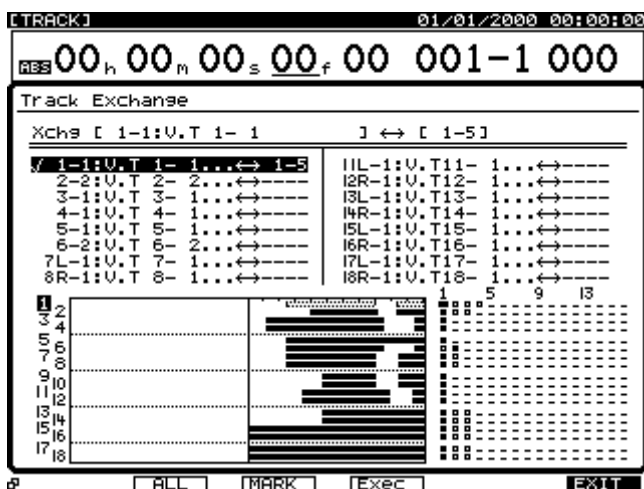 [TRACK] 01/01/2000 00:00:00
ABS 00h 00m 00s 00f 00 001-1 000
Track Exchange
Xchg [ 1-1:V.T 1- 1 ] ↔ [ 1-5]
√ 1-1:V.T 1- 1...↔ 1-5 11L-1:V.T11- 1...↔----
2-2:V.T 2- 2...↔---- 12R-1:V.T12- 1...↔----
3-1:V.T 3- 1...↔---- 13L-1:V.T13- 1...↔----
4-1:V.T 4- 1...↔---- 14R-1:V.T14- 1...↔----
5-1:V.T 5- 1...↔---- 15L-1:V.T15- 1...↔----
6-2:V.T 6- 2...↔---- 16R-1:V.T16- 1...↔----
7L-1:V.T 7- 1...↔---- 17L-1:V.T17- 1...↔----
8R-1:V.T 8- 1...↔---- 18R-1:V.T18- 1...↔----
1 5 9 13
1
2
3
4
5
6
7
8
9
10
11
12
13
14
15
16
17
18
ALL MARK Exec EXIT